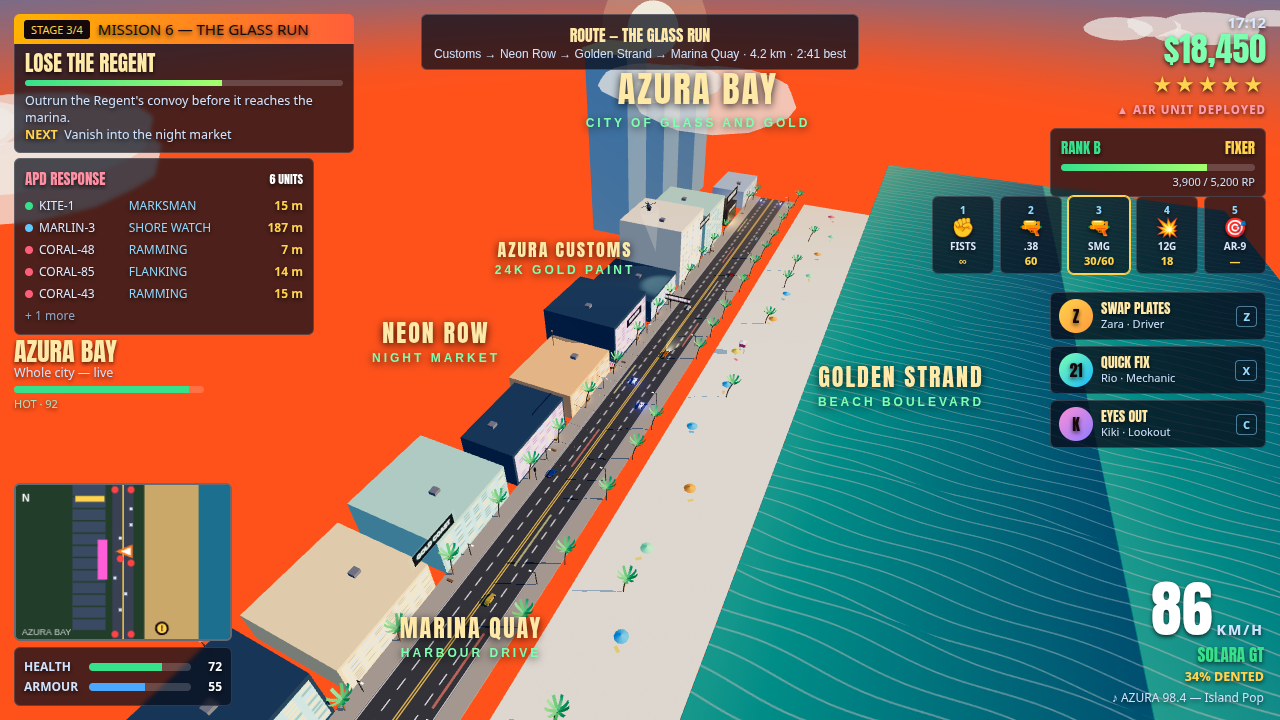 STAGE 3/4 MISSION 6 — THE GLASS RUN
LOSE THE REGENT
Outrun the Regent's convoy before it reaches the
marina.
NEXT Vanish into the night market
APD RESPONSE 6 UNITS
KITE-1 MARKSMAN 15 m
MARLIN-3 SHORE WATCH 187 m
CORAL-48 RAMMING 7 m
CORAL-85 FLANKING 14 m
CORAL-43 RAMMING 15 m
+ 1 more
AZURA BAY
Whole city — live
HOT · 92
ROUTE — THE GLASS RUN
Customs → Neon Row → Golden Strand → Marina Quay · 4.2 km · 2:41 best
AZURA BAY
CITY OF GLASS AND GOLD
AZURA CUSTOMS
24K GOLD PAINT
NEON ROW
NIGHT MARKET
GOLDEN STRAND
BEACH BOULEVARD
MARINA QUAY
HARBOUR DRIVE
17:12
$18,450
★★★★★
▲ AIR UNIT DEPLOYED
RANK B FIXER
3,900 / 5,200 RP
1 2 3 4 5
FISTS .38 SMG 12G AR-9
∞ 60 30/60 18 —
Z SWAP PLATES Z
Zara · Driver
21 QUICK FIX X
Rio · Mechanic
K EYES OUT C
Kiki · Lookout
N
AZURA BAY
HEALTH 72
ARMOUR 55
86 KM/H
SOLARA GT
34% DENTED
♪ AZURA 98.4 — Island Pop